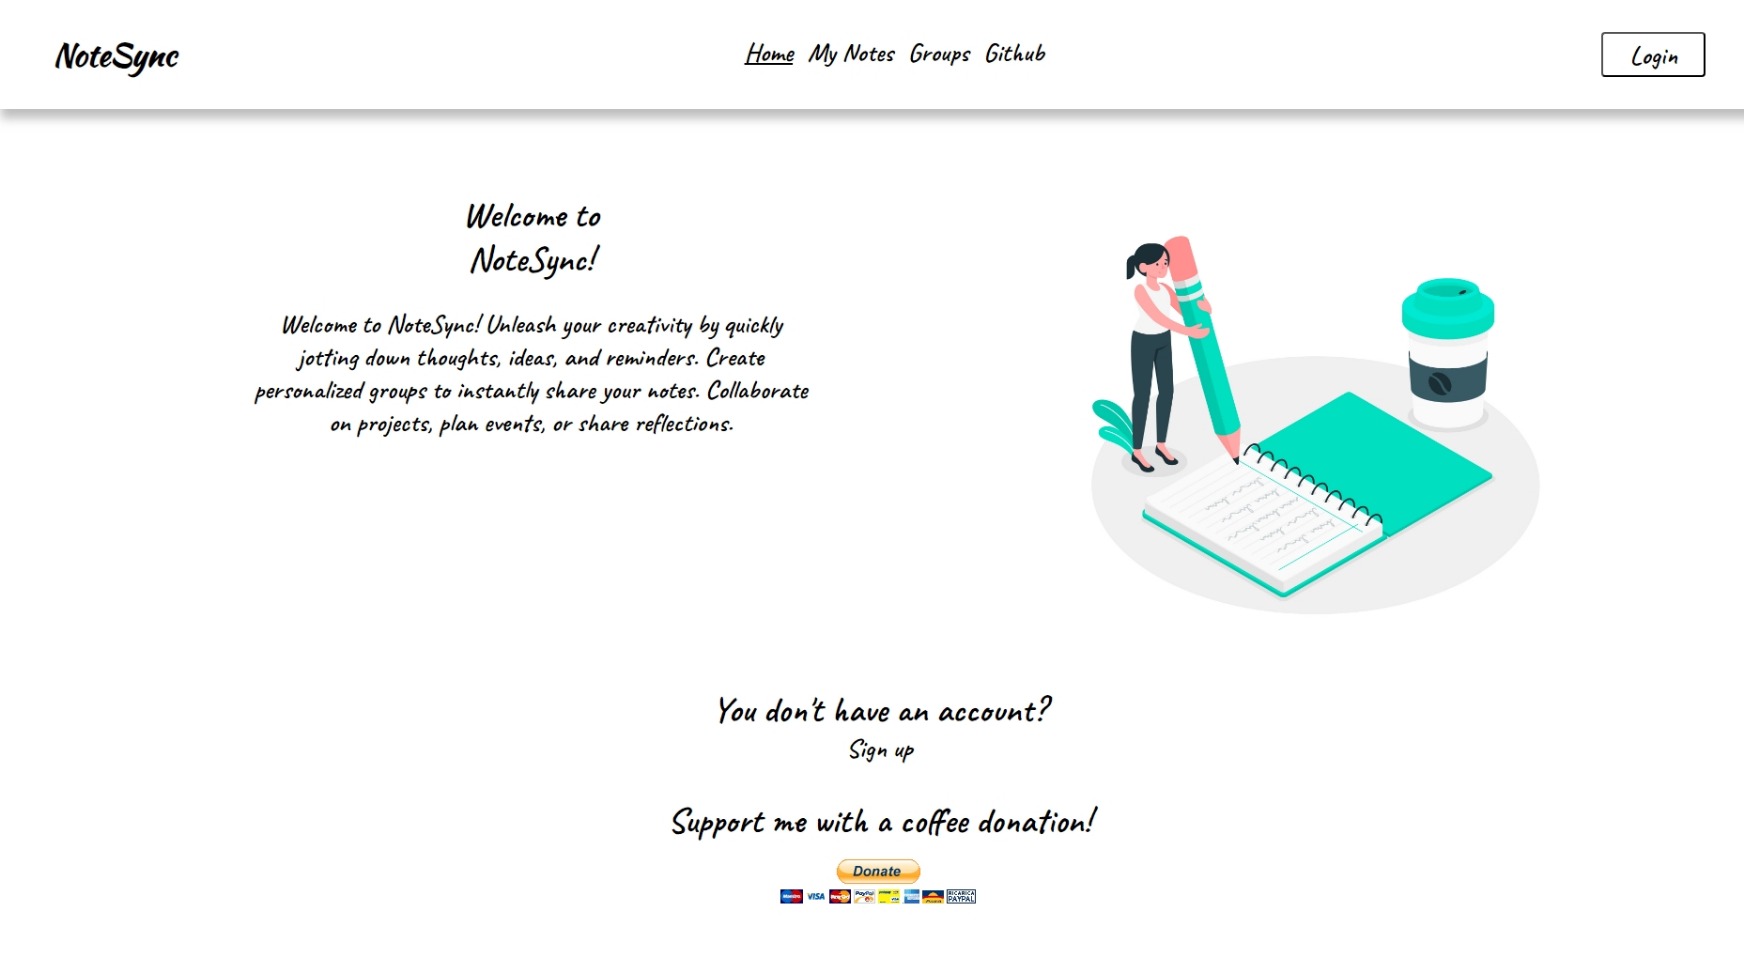 NoteSync
Home My Notes Groups Github
Login
Welcome to
NoteSync!
Welcome to NoteSync! Unleash your creativity by quickly
jotting down thoughts, ideas, and reminders. Create
personalized groups to instantly share your notes. Collaborate
on projects, plan events, or share reflections.
You don't have an account?
Sign up
Support me with a coffee donation!
Donate
VISA
PayPal
RICARICA
PAYPAL